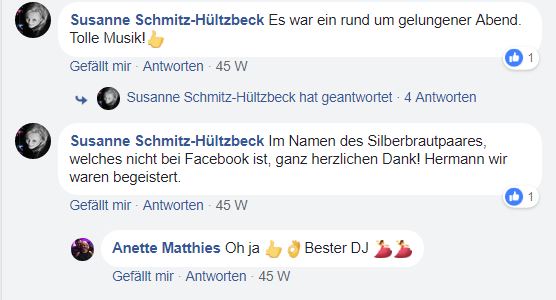 Susanne Schmitz-Hültzbeck Es war ein rund um gelungener Abend.
Tolle Musik!👍
1
Gefällt mir · Antworten · 45 W
Susanne Schmitz-Hültzbeck hat geantwortet · 4 Antworten
Susanne Schmitz-Hültzbeck Im Namen des Silberbrautpaares,
welches nicht bei Facebook ist, ganz herzlichen Dank! Hermann wir
waren begeistert.
1
Gefällt mir · Antworten · 45 W
Anette Matthies Oh ja 👍👌Bester DJ 💃💃
Gefällt mir · Antworten · 45 W